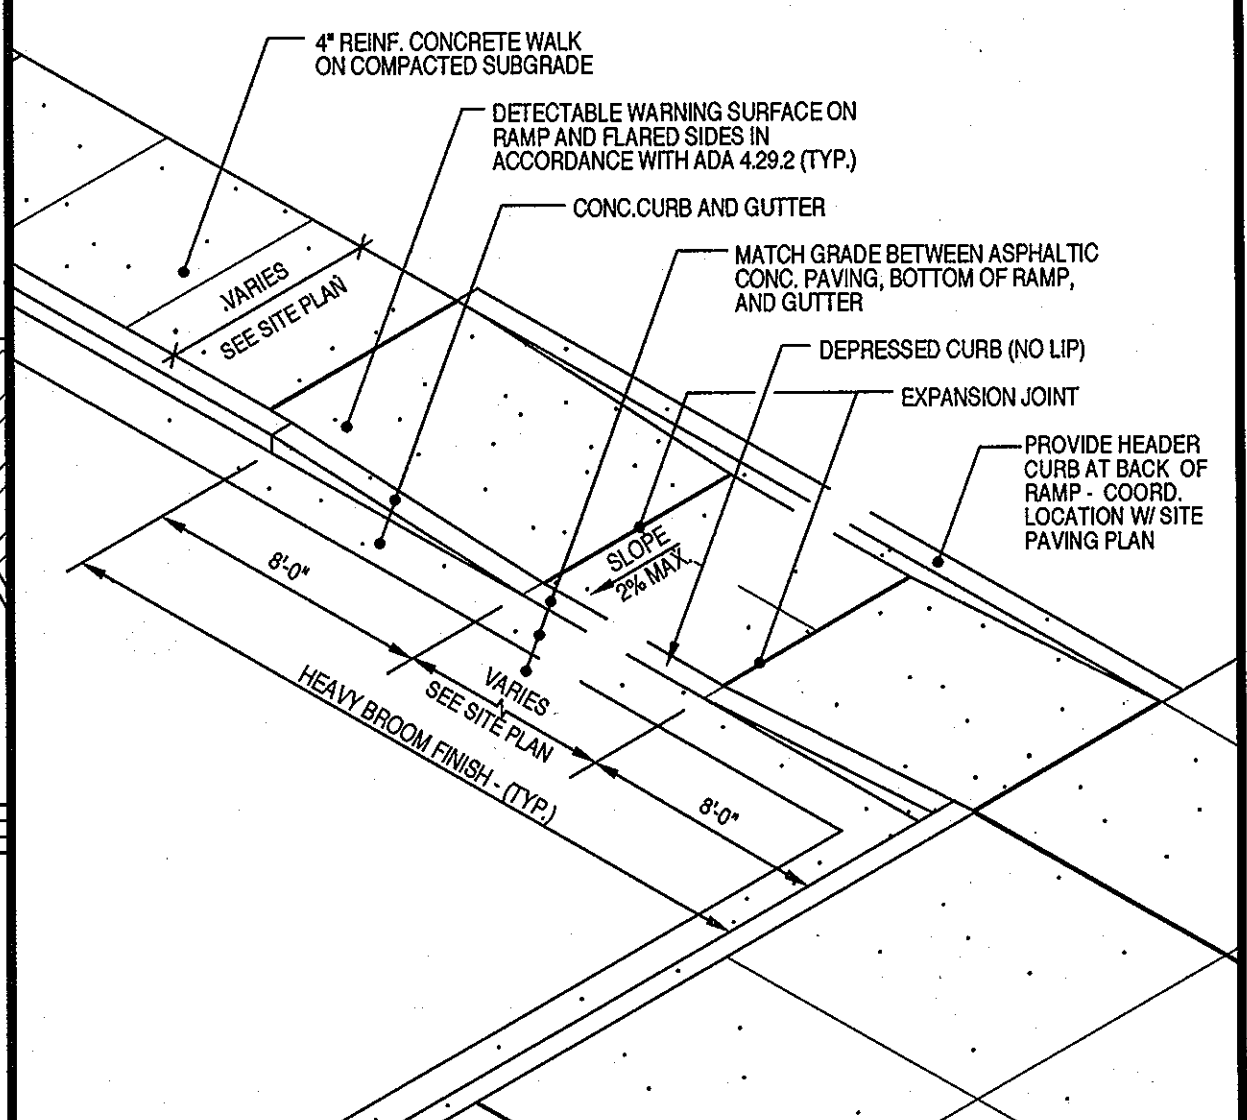 4" REINF. CONCRETE WALK
ON COMPACTED SUBGRADE
DETECTABLE WARNING SURFACE ON
RAMP AND FLARED SIDES IN
ACCORDANCE WITH ADA 4.29.2 (TYP.)
CONC.CURB AND GUTTER
MATCH GRADE BETWEEN ASPHALTIC
CONC. PAVING, BOTTOM OF RAMP,
AND GUTTER
DEPRESSED CURB (NO LIP)
EXPANSION JOINT
PROVIDE HEADER
CURB AT BACK OF
RAMP - COORD.
LOCATION W/ SITE
PAVING PLAN
VARIES
SEE SITE PLAN
SLOPE
2% MAX.
8'-0"
VARIES
SEE SITE PLAN
HEAVY BROOM FINISH - (TYP.)
8'-0"